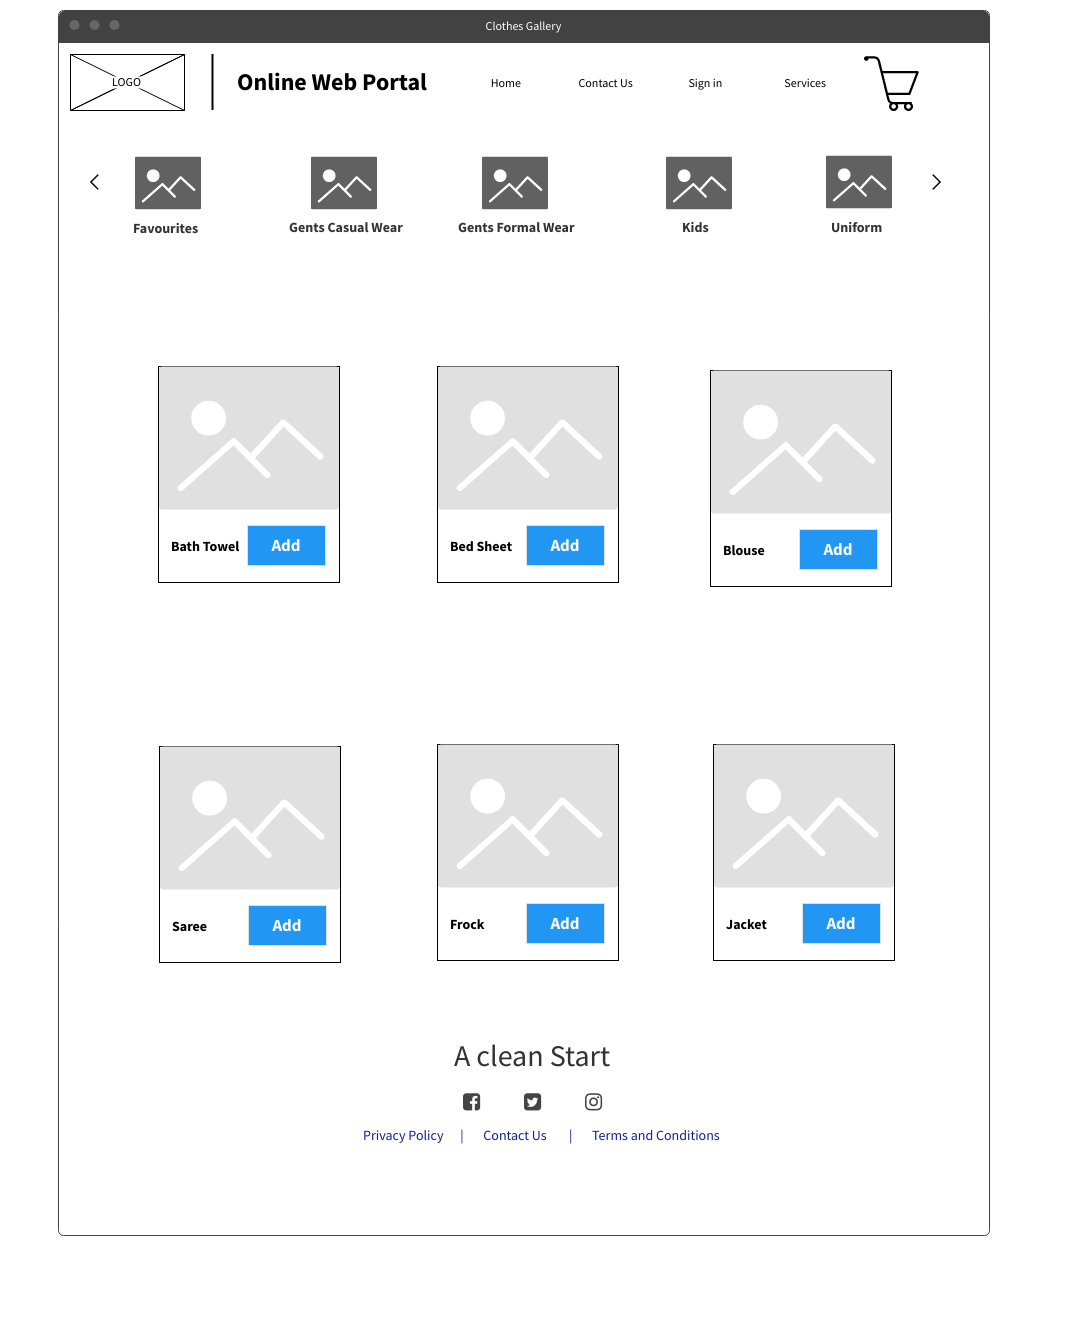 Clothes Gallery
LOGO
Online Web Portal
Home
Contact Us
Sign in
Services
Favourites
Gents Casual Wear
Gents Formal Wear
Kids
Uniform
Bath Towel
Add
Bed Sheet
Add
Blouse
Add
Saree
Add
Frock
Add
Jacket
Add
A clean Start
Privacy Policy | Contact Us | Terms and Conditions